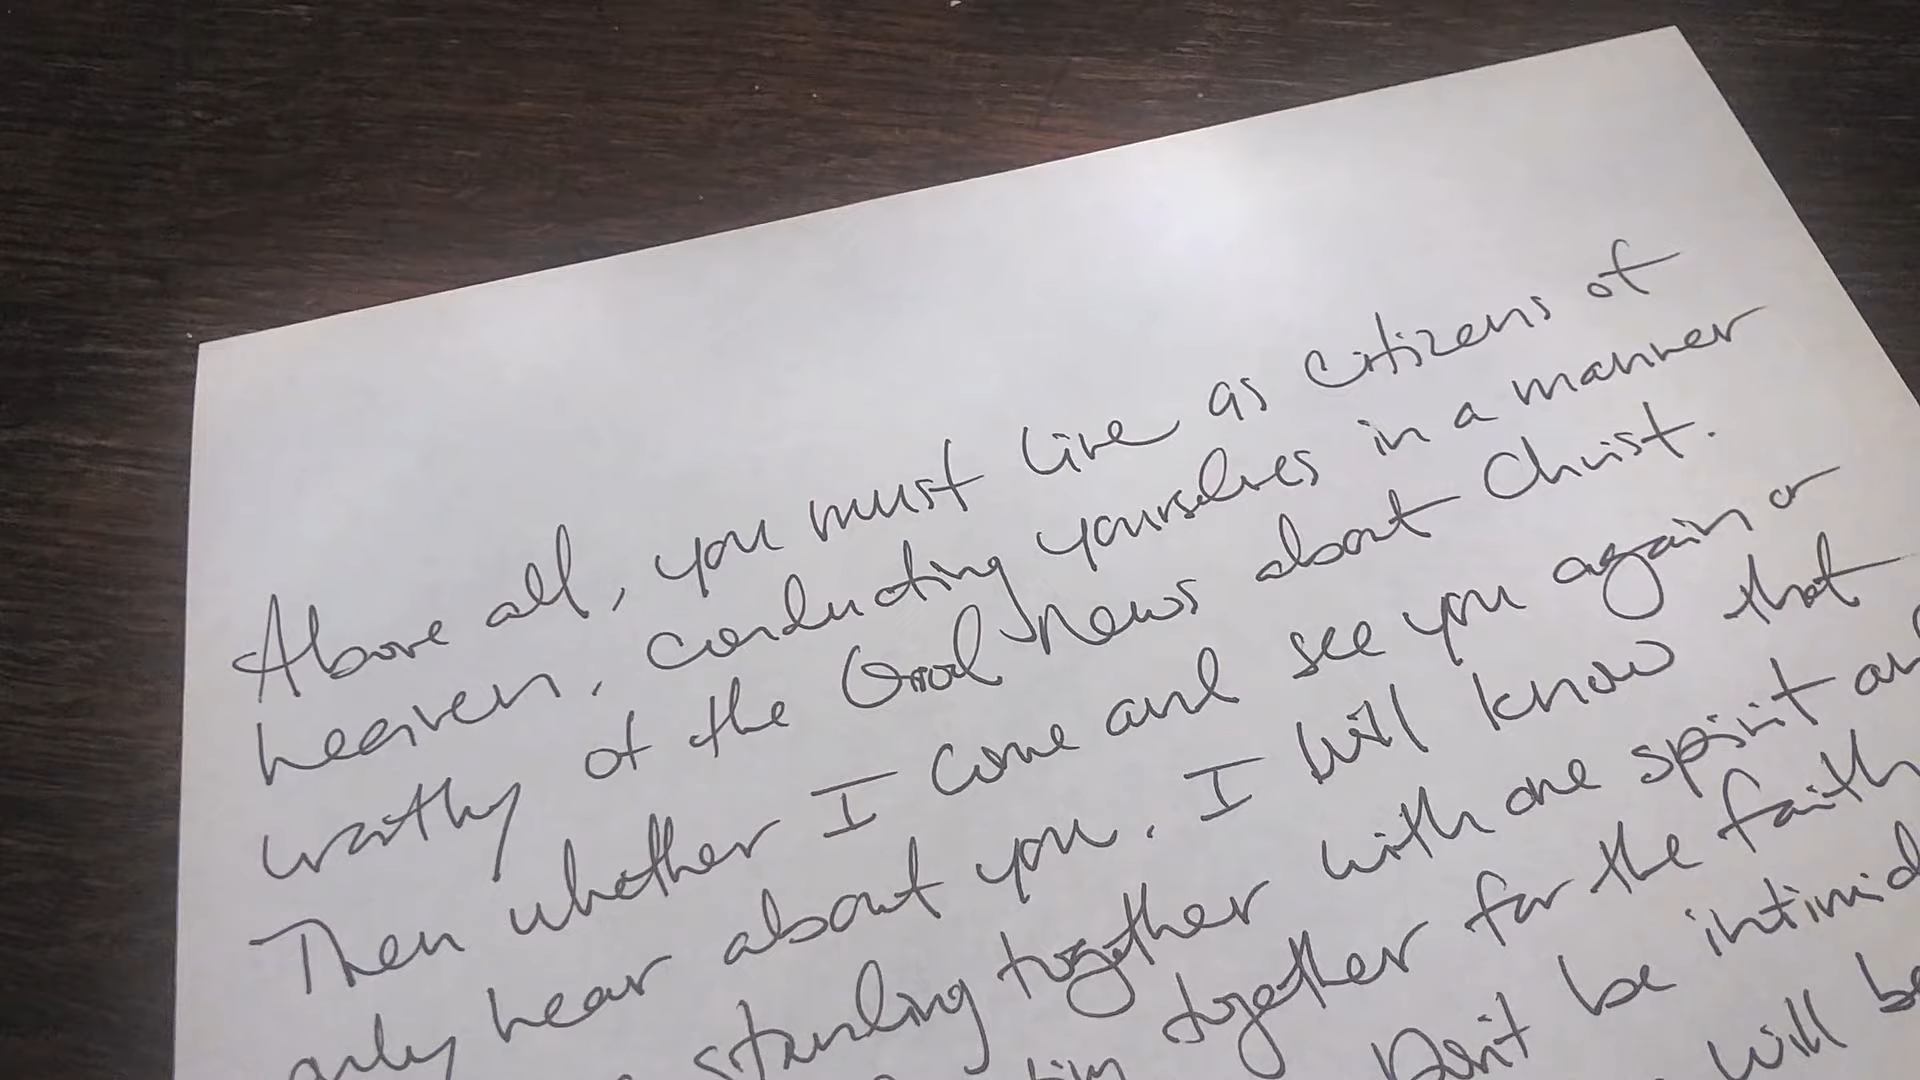 Above all, you must live as citizens of
heaven, conducting yourselves in a manner
worthy of the Good News about Christ.
Then whether I come and see you again or
only hear about you, I will know that
standing together with one spirit and
together for the faith
Don't be intimid
will be